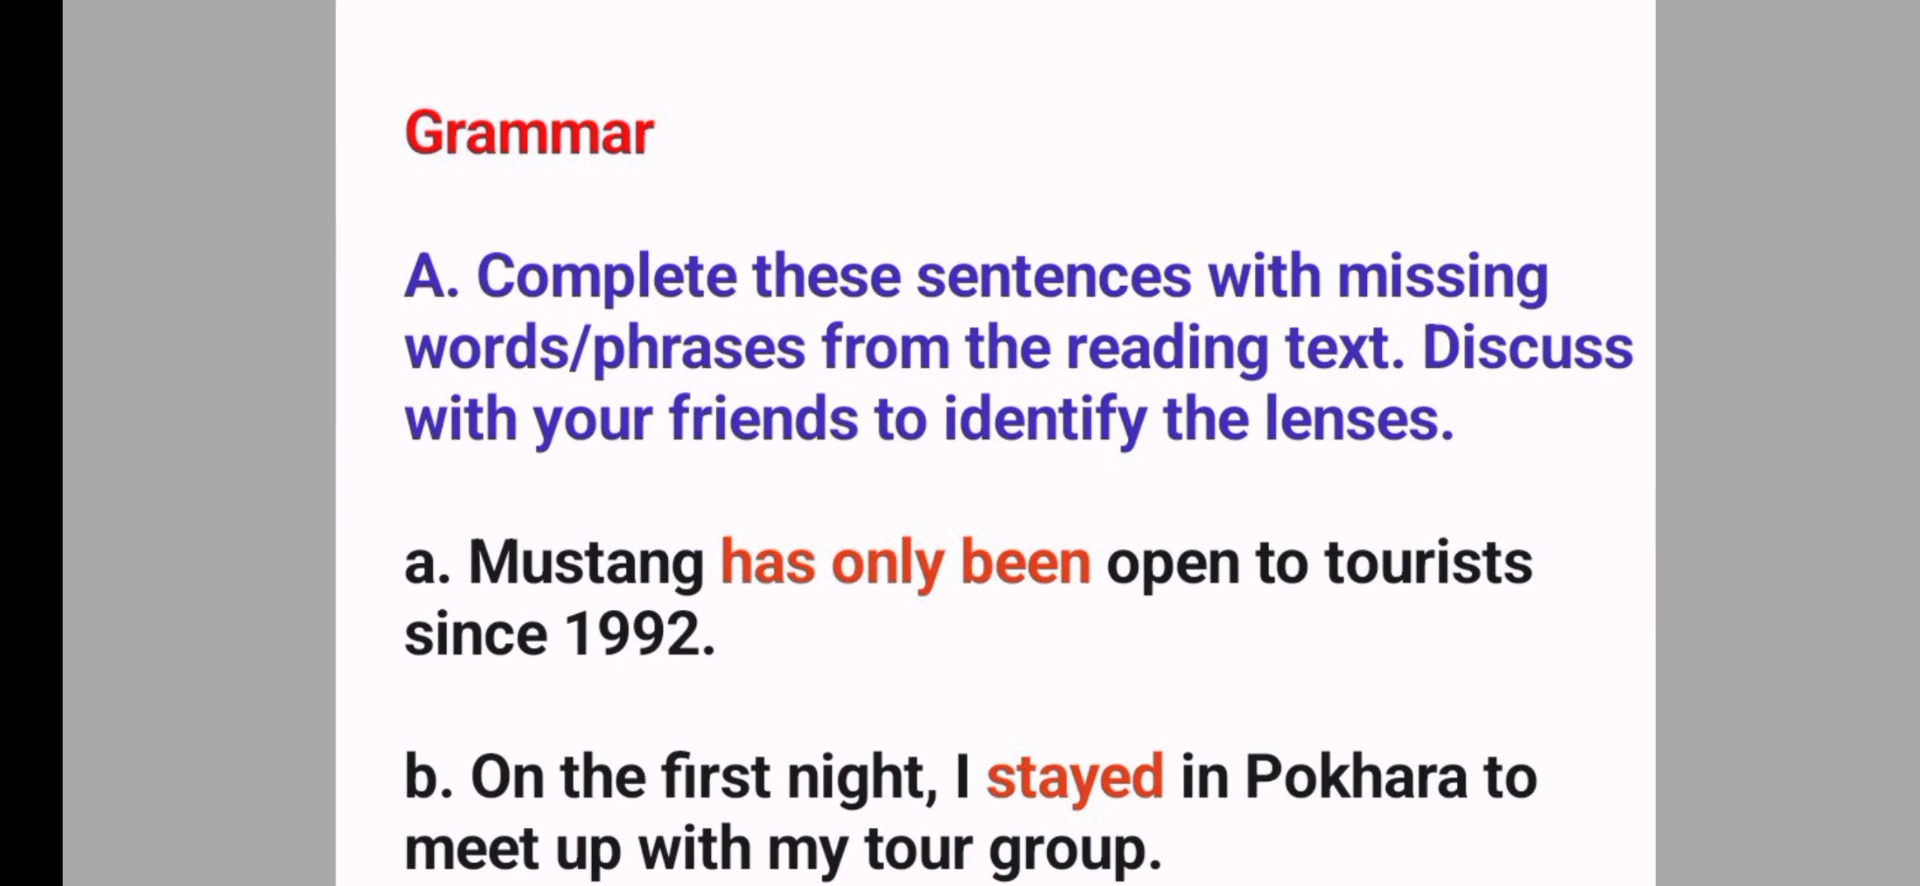 Grammar
A. Complete these sentences with missing
words/phrases from the reading text. Discuss
with your friends to identify the lenses.
a. Mustang has only been open to tourists
since 1992.
b. On the first night, I stayed in Pokhara to
meet up with my tour group.